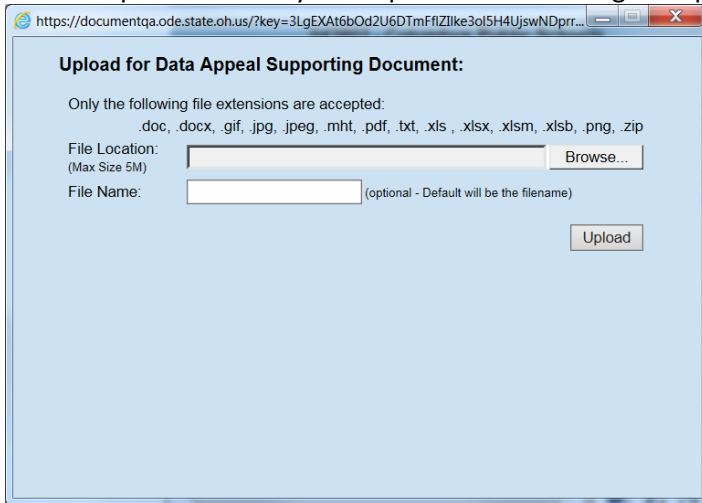 https://documentqa.ode.state.oh.us/?key=3LgEXAt6bOd2U6DTmFflZIlke3ol5H4UjswNDprr...
Upload for Data Appeal Supporting Document:
Only the following file extensions are accepted:
.doc, .docx, .gif, .jpg, .jpeg, .mht, .pdf, .txt, .xls , .xlsx, .xlsm, .xlsb, .png, .zip
File Location: Browse...
(Max Size 5M)
File Name: (optional - Default will be the filename)
Upload